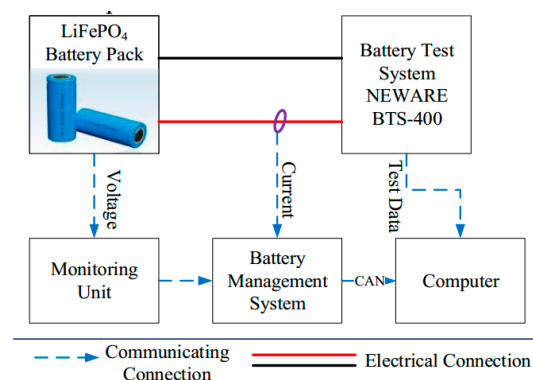 LiFePO₄
Battery Pack
Battery Test
System
NEWARE
BTS-400
Voltage
Current
Test Data
Monitoring
Unit
Battery
Management
System
CAN
Computer
Communicating
Connection
Electrical Connection